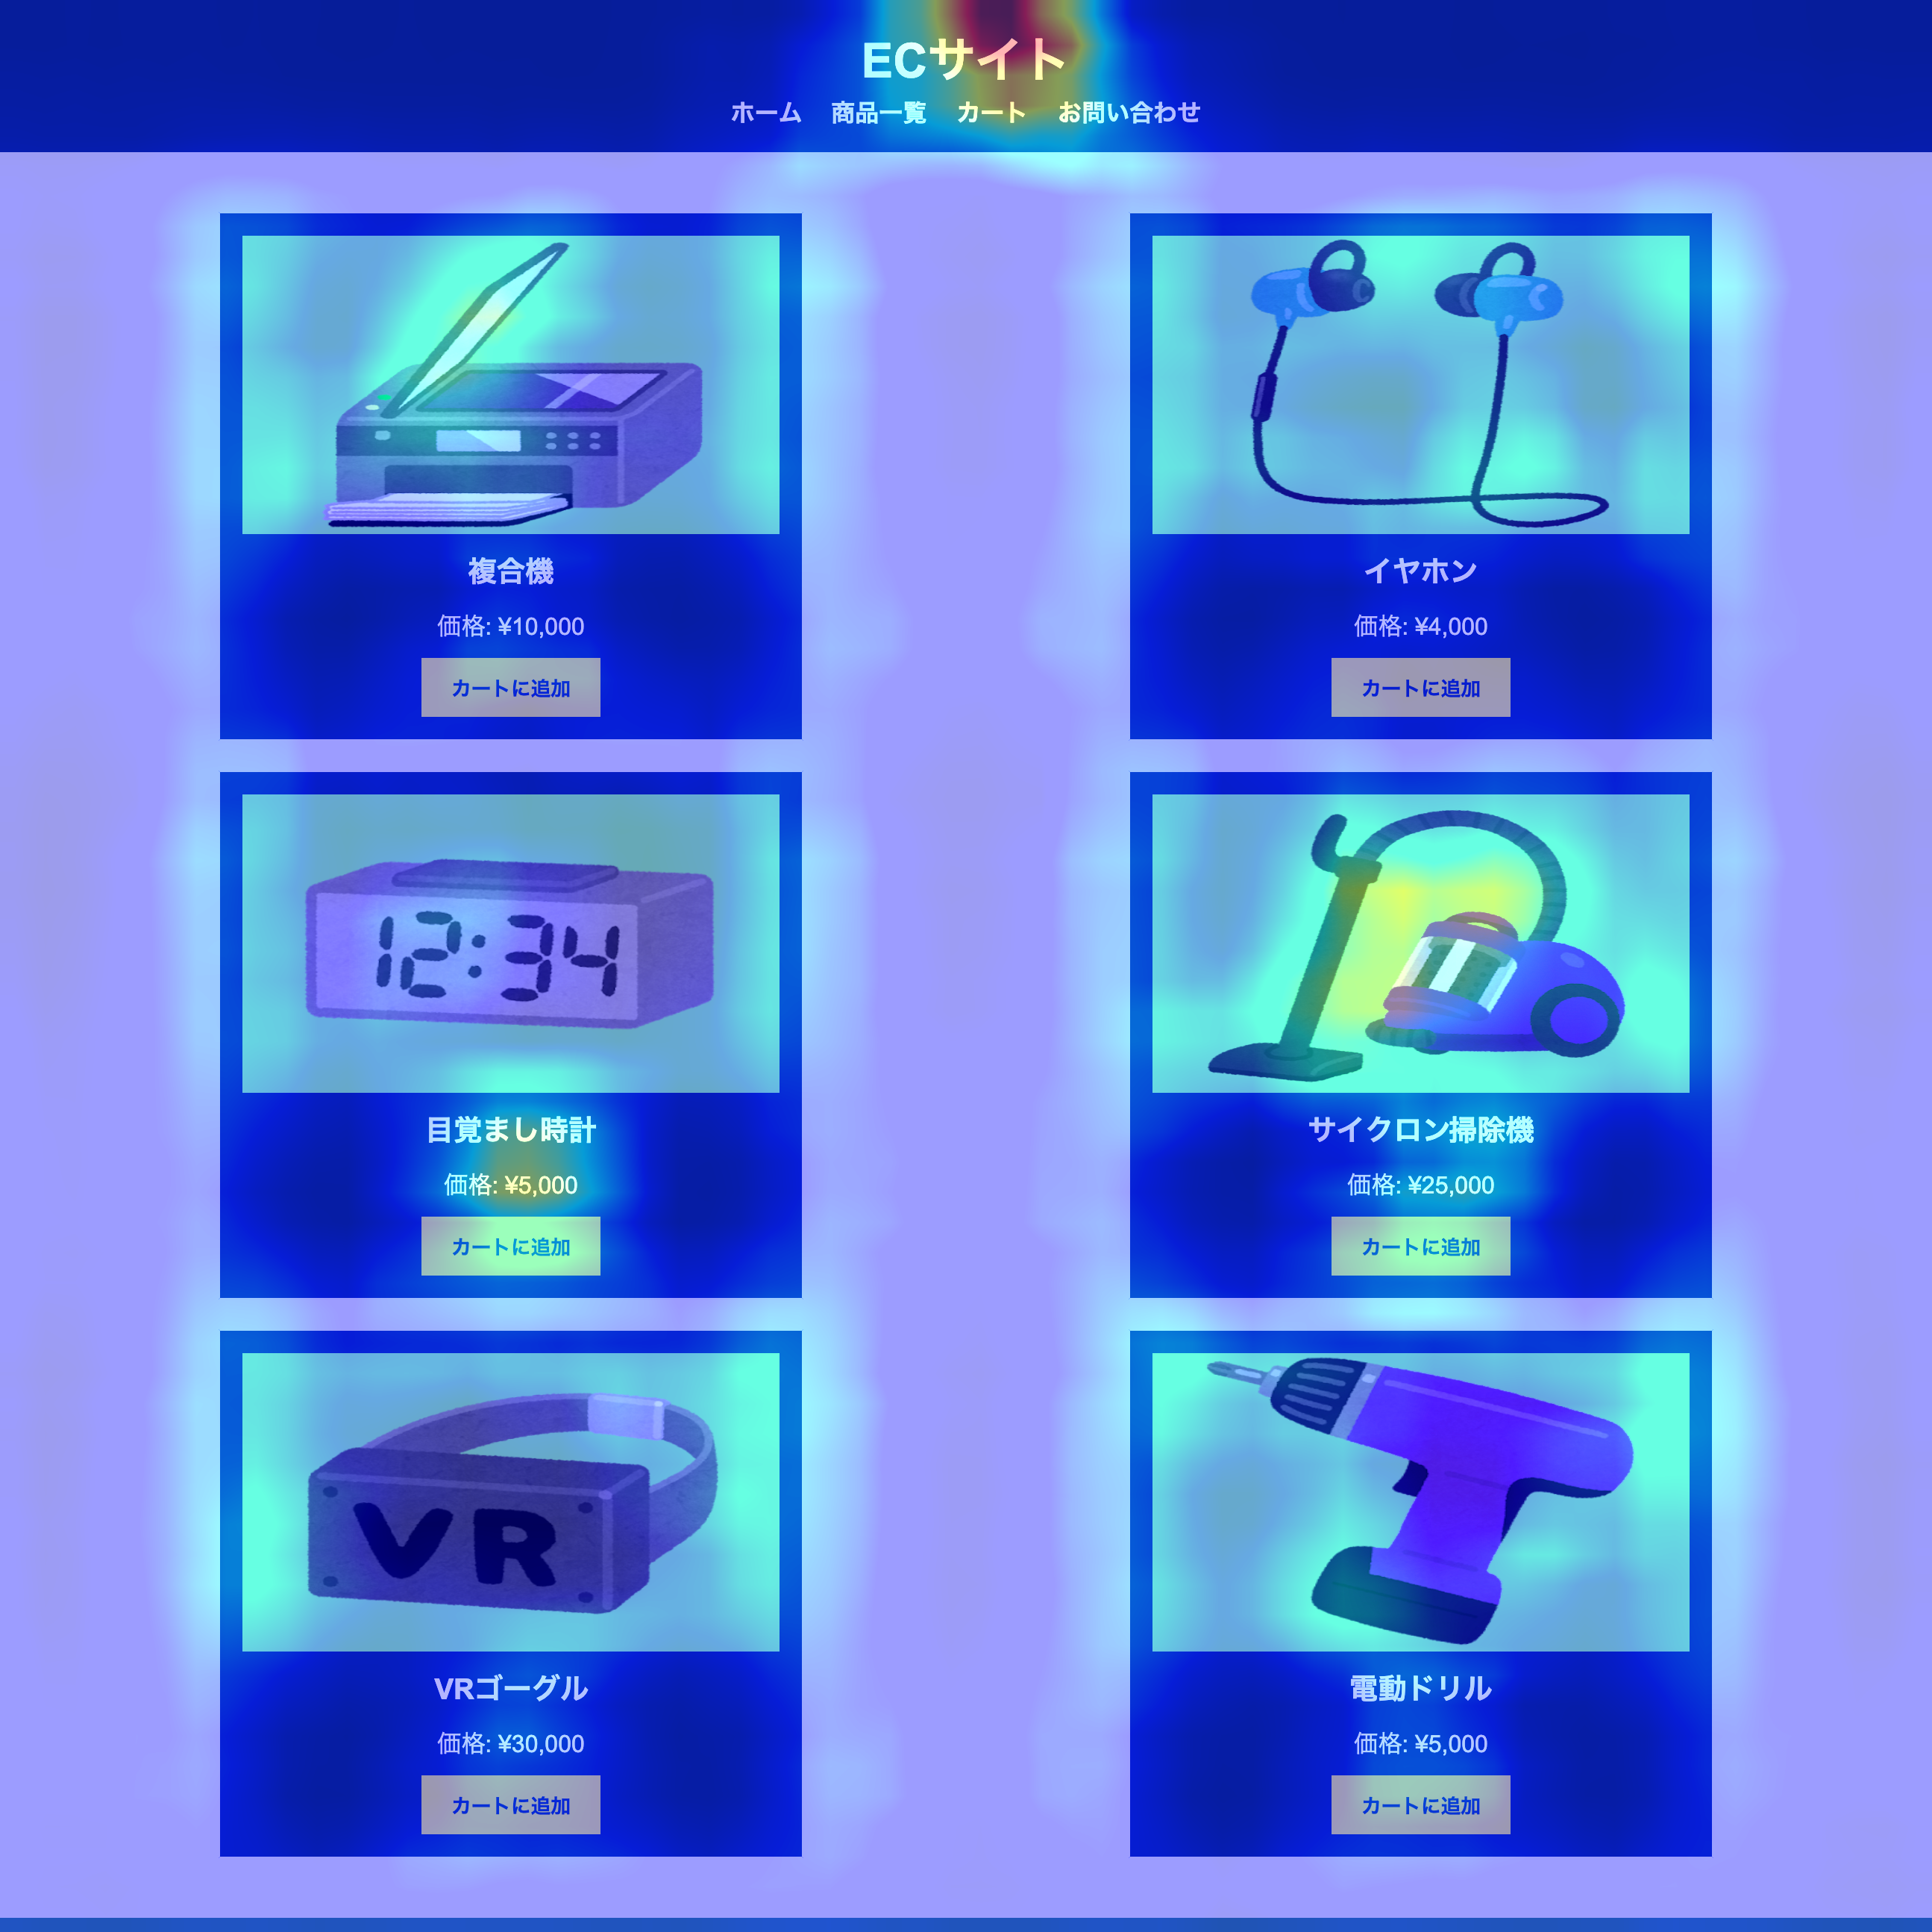 ECサイト
ホーム 商品一覧 カート お問い合わせ
複合機
価格: ¥10,000
カートに追加
イヤホン
価格: ¥4,000
カートに追加
12:34
目覚まし時計
価格: ¥5,000
カートに追加
サイクロン掃除機
価格: ¥25,000
カートに追加
VR
VRゴーグル
価格: ¥30,000
カートに追加
電動ドリル
価格: ¥5,000
カートに追加